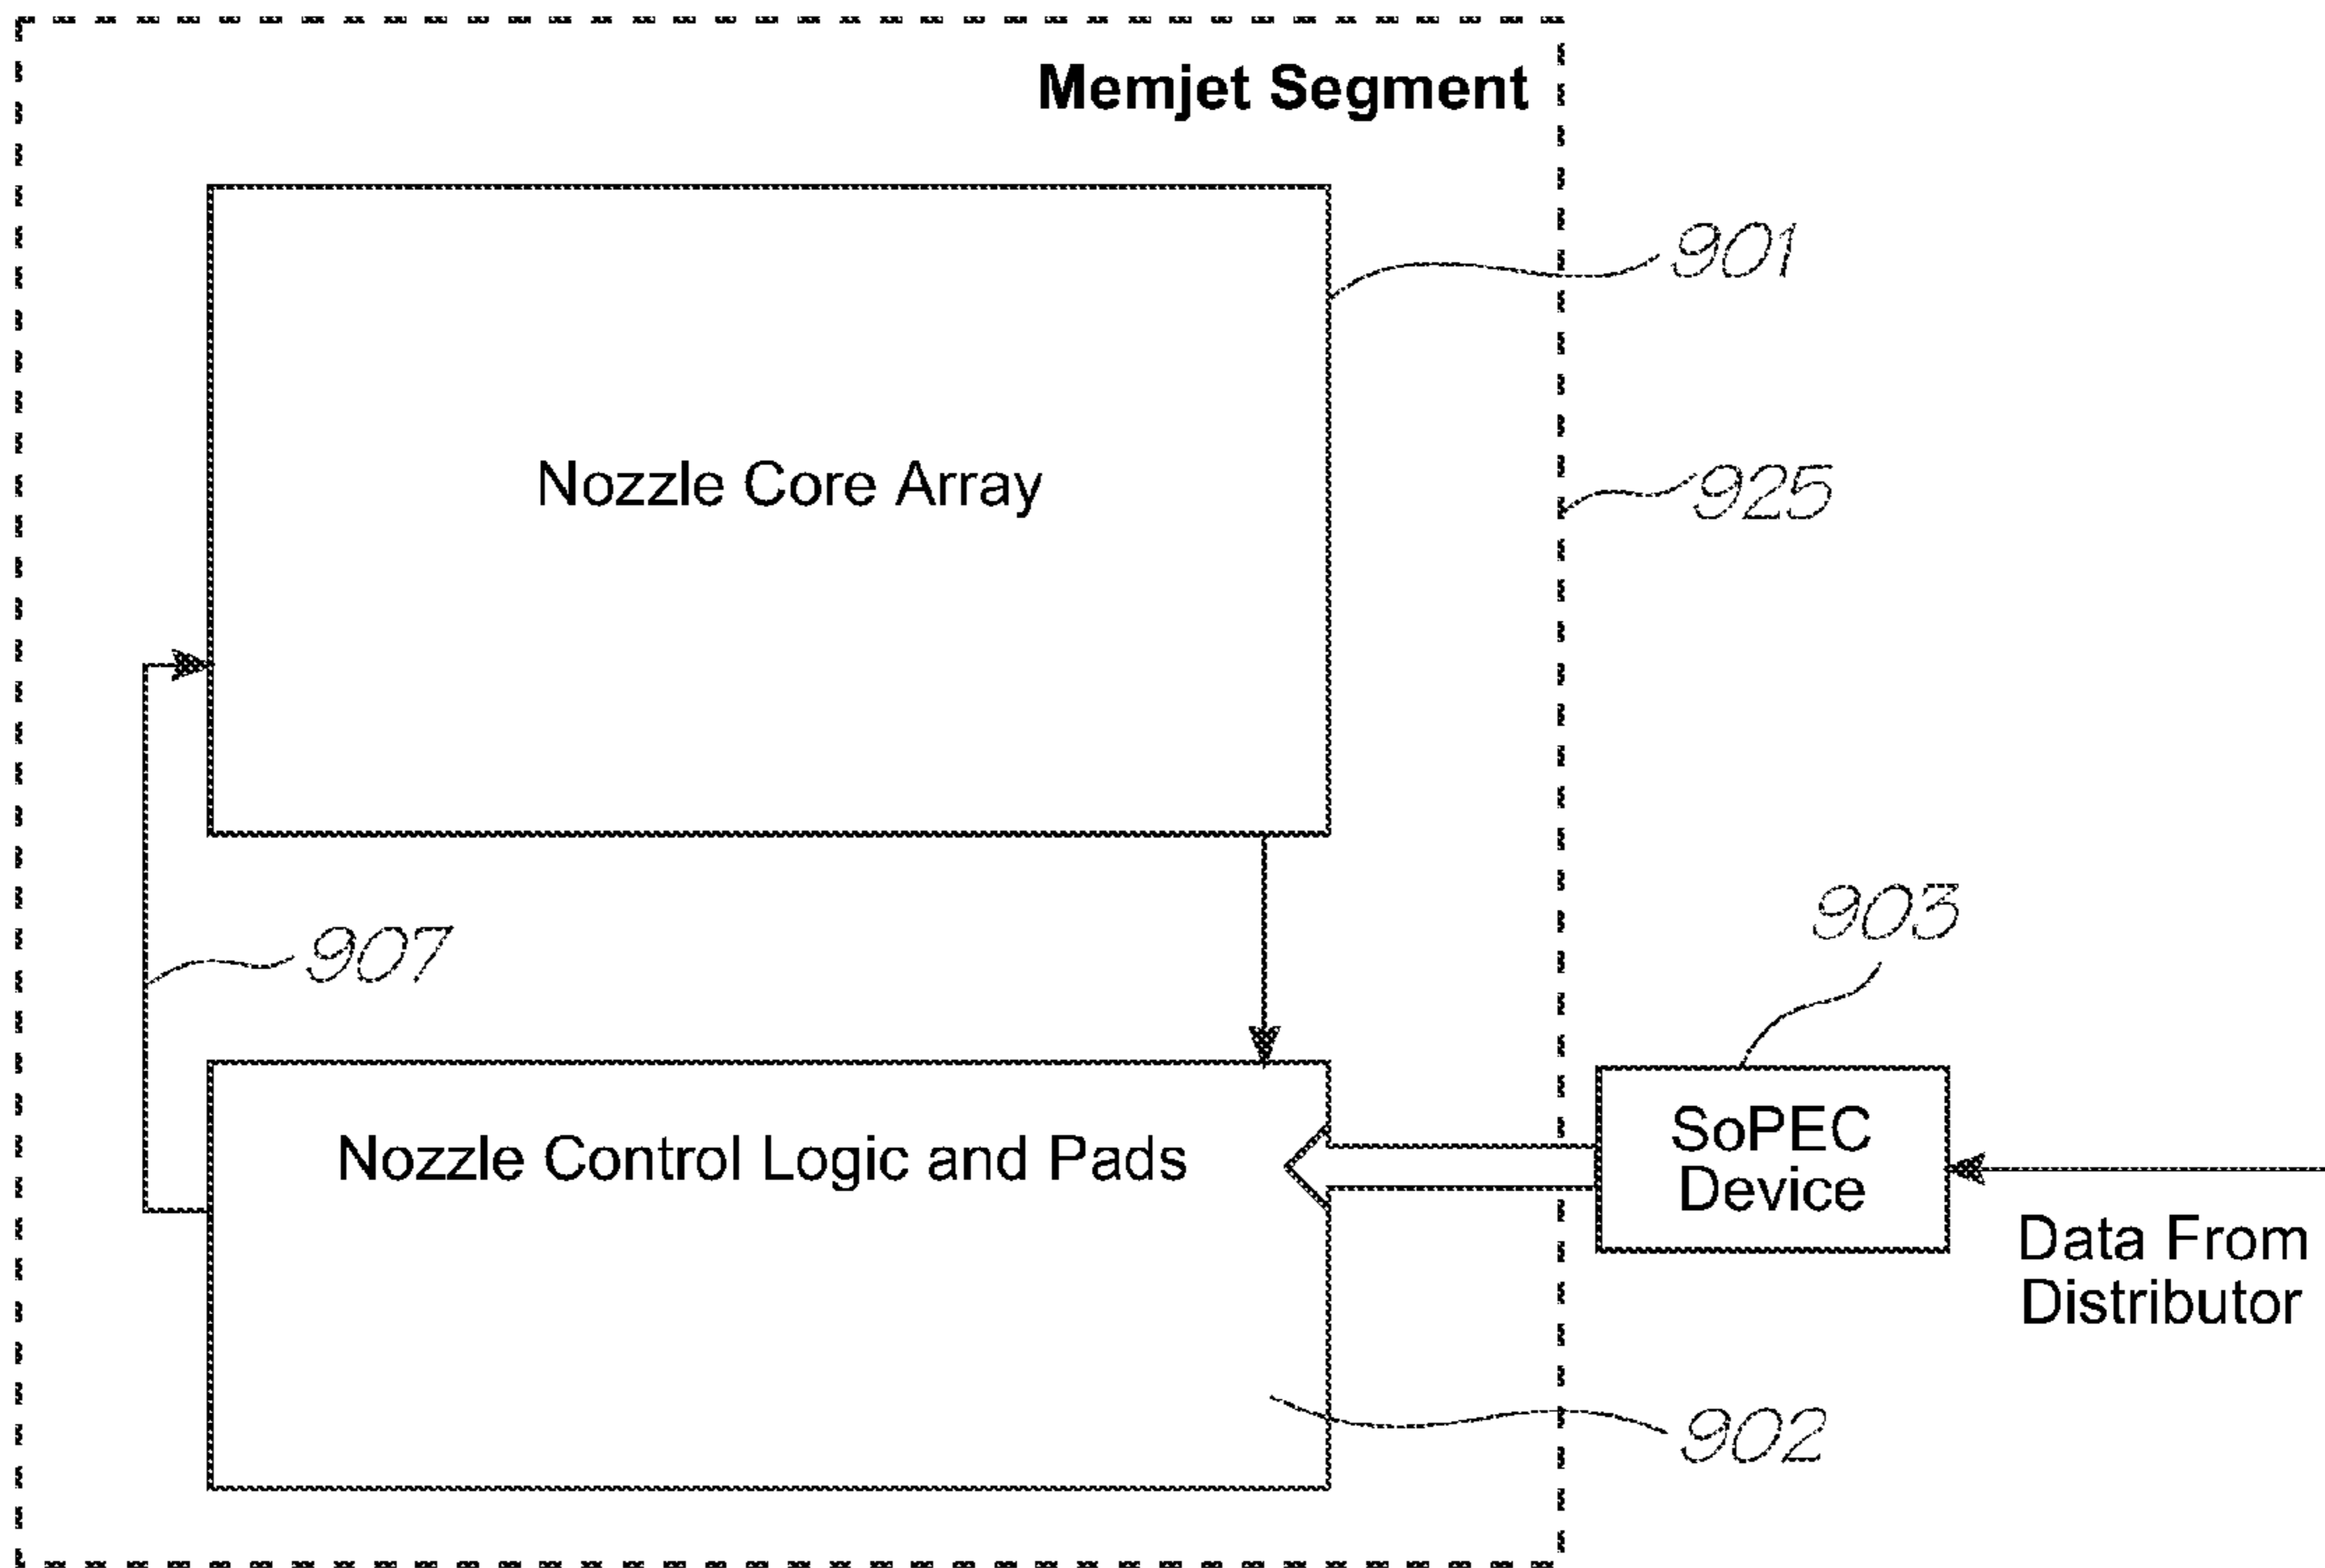 Memjet Segment
901
Nozzle Core Array
925
903
907
SoPEC
Device
Nozzle Control Logic and Pads
Data From
Distributor
902